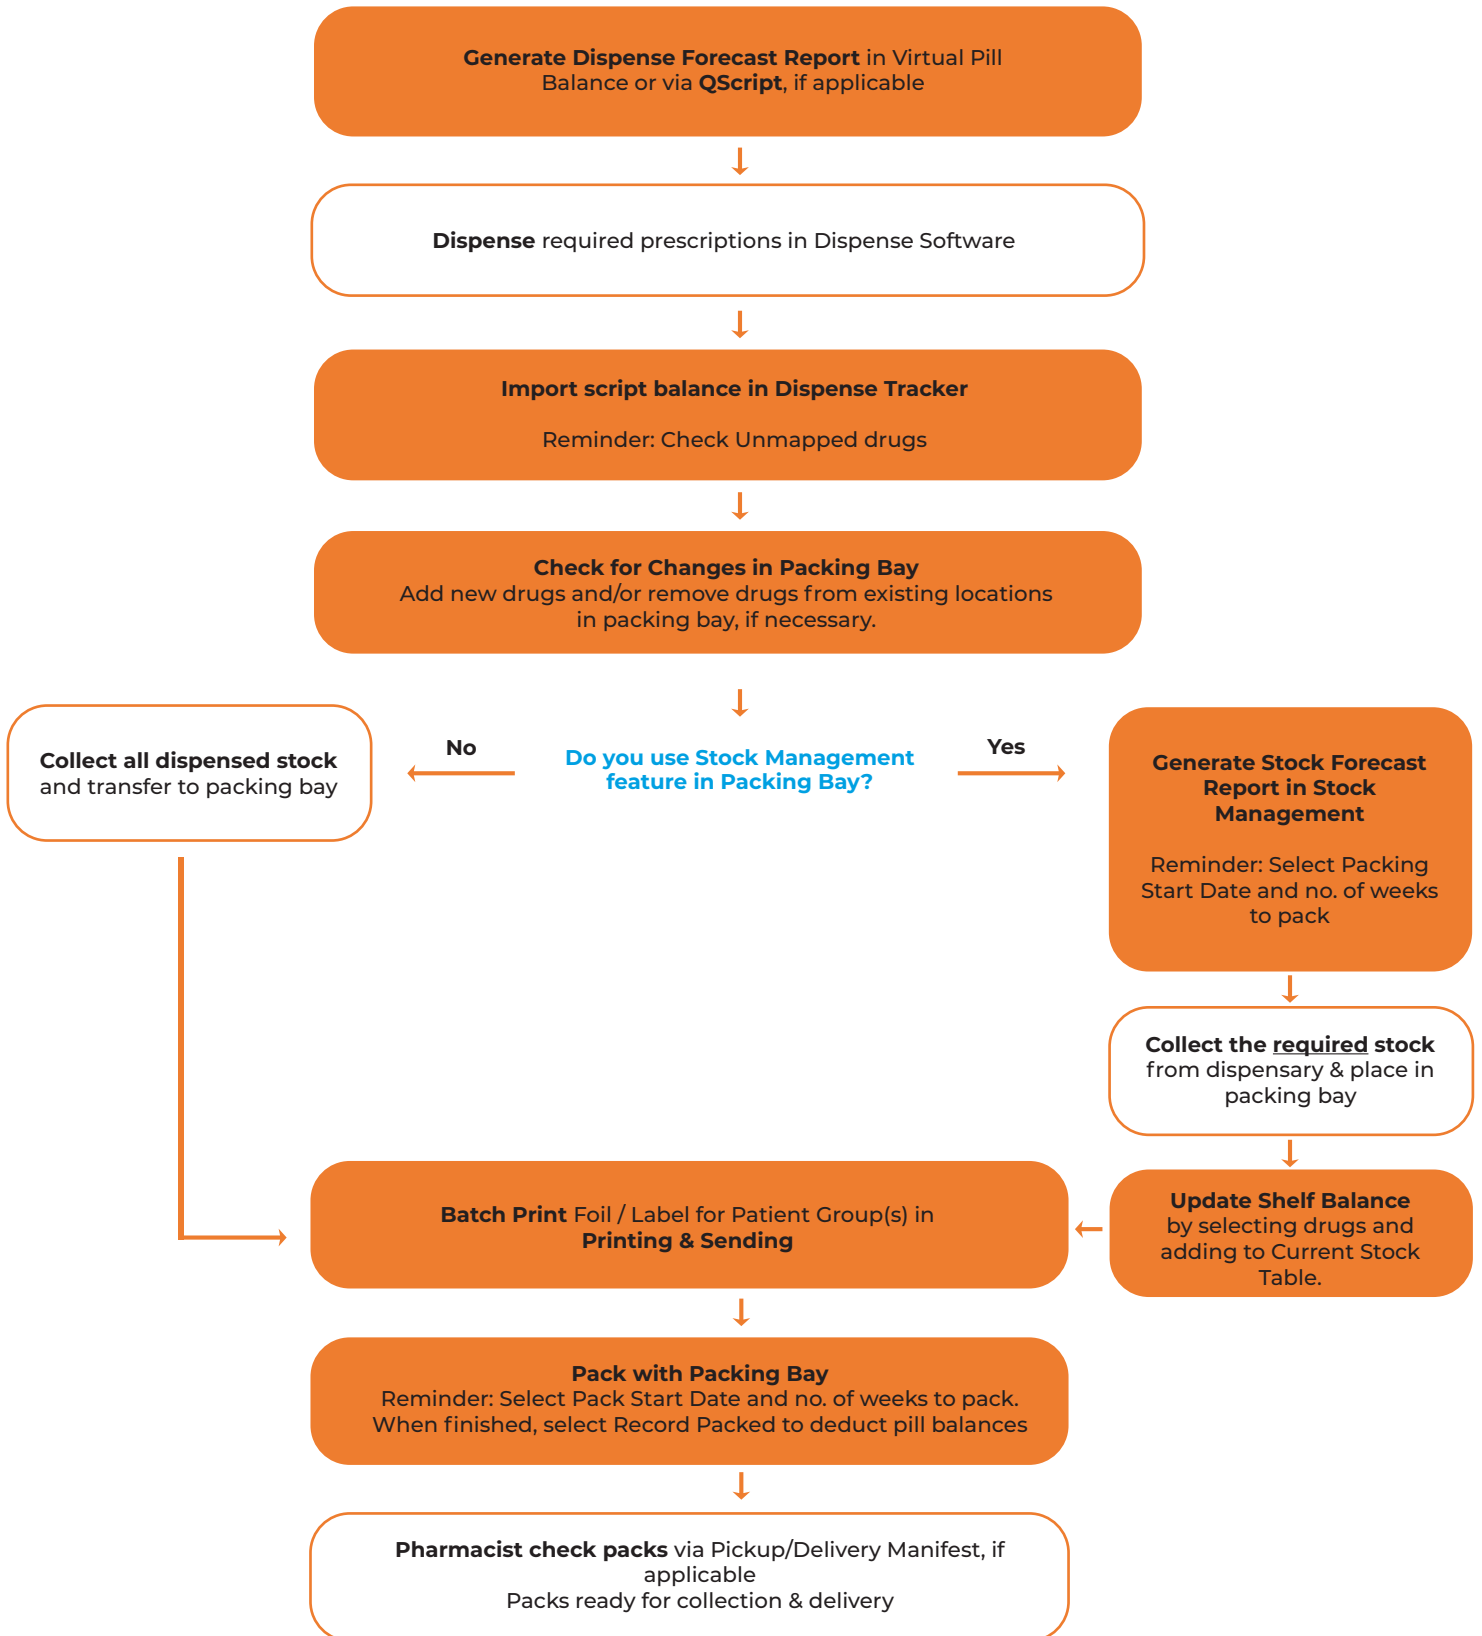 Generate Dispense Forecast Report in Virtual Pill
Balance or via QScript, if applicable
Dispense required prescriptions in Dispense Software
Import script balance in Dispense Tracker
Reminder: Check Unmapped drugs
Check for Changes in Packing Bay
Add new drugs and/or remove drugs from existing locations
in packing bay, if necessary.
Do you use Stock Management
feature in Packing Bay?
No
Collect all dispensed stock
and transfer to packing bay
Yes
Generate Stock Forecast
Report in Stock
Management
Reminder: Select Packing
Start Date and no. of weeks
to pack
Collect the required stock
from dispensary & place in
packing bay
Update Shelf Balance
by selecting drugs and
adding to Current Stock
Table.
Batch Print Foil / Label for Patient Group(s) in
Printing & Sending
Pack with Packing Bay
Reminder: Select Pack Start Date and no. of weeks to pack.
When finished, select Record Packed to deduct pill balances
Pharmacist check packs via Pickup/Delivery Manifest, if
applicable
Packs ready for collection & delivery